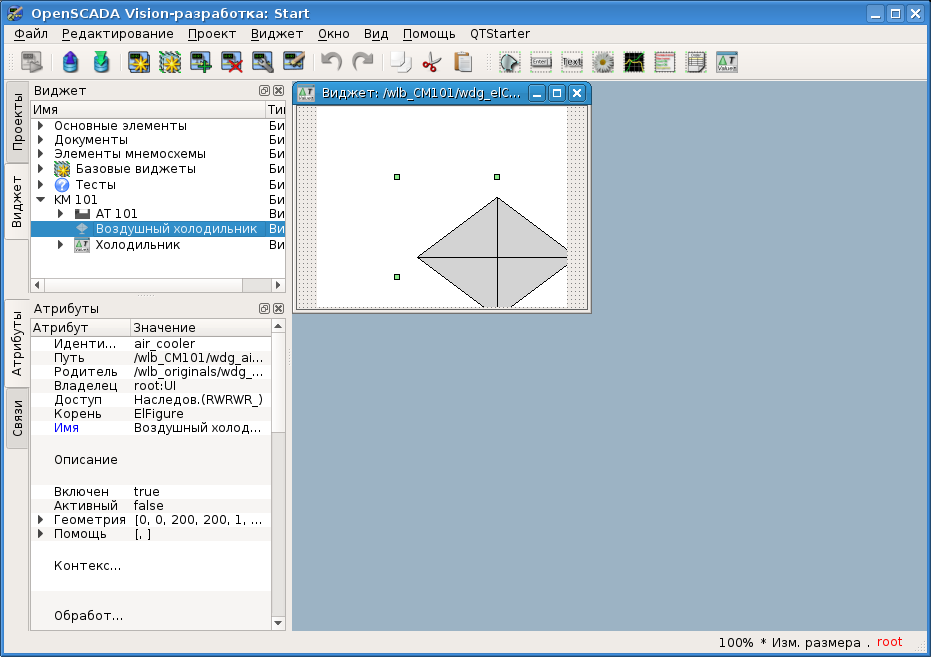 OpenSCADA Vision-разработка: Start
Файл Редактирование Проект Виджет Окно Вид Помощь QTStarter
Проекты
Виджет
Атрибуты
Связи
Виджет
Имя Ти
Основные элементы Би
Документы Би
Элементы мнемосхемы Би
Базовые виджеты Би
Тесты Би
КМ 101 Би
АТ 101 Ви
Воздушный холодильник Ви
Холодильник Ви
Атрибуты
Атрибут Значение
Иденти... air_cooler
Путь /wlb_CM101/wdg_ai...
Родитель /wlb_originals/wdg_...
Владелец root:UI
Доступ Наследов.(RWRWR_)
Корень ElFigure
Имя Воздушный холод...
Описание
Включен true
Активный false
Геометрия [0, 0, 200, 200, 1, ...
Помощь [, ]
Контекс...
Обработ...
Виджет: /wlb_CM101/wdg_elC...
100% * Изм. размера . root